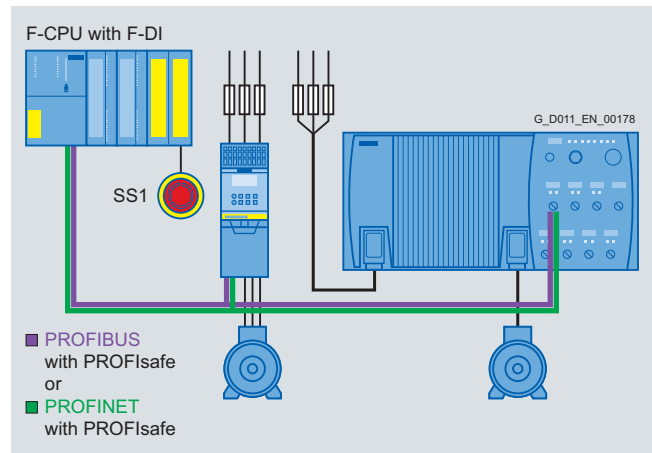 F-CPU with F-DI
G_D011_EN_00178
SS1
PROFIBUS
with PROFIsafe
or
PROFINET
with PROFIsafe